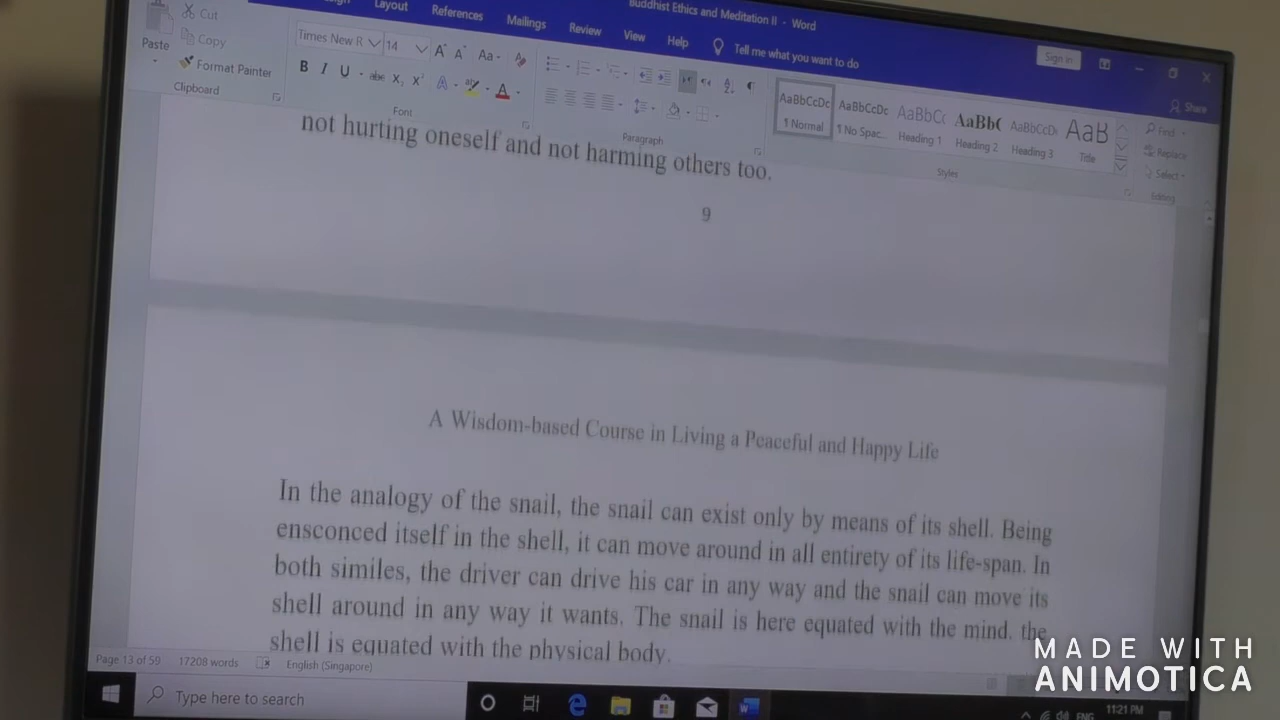 Buddhist Ethics and Meditation II - Word
Layout References Mailings Review View Help Tell me what you want to do
Sign in
Share
Cut
Copy
Paste
Format Painter
Clipboard
Times New R 14
Font
Paragraph
AaBbCcDc AaBbCcDc AaBbCc AaBb( AaBbCcD AaB
¶ Normal ¶ No Spac... Heading 1 Heading 2 Heading 3 Title
Styles
Find
Replace
Select
Editing
not hurting oneself and not harming others too.
9
A Wisdom-based Course in Living a Peaceful and Happy Life
In the analogy of the snail, the snail can exist only by means of its shell. Being
ensconced itself in the shell, it can move around in all entirety of its life-span. In
both similes, the driver can drive his car in any way and the snail can move its
shell around in any way it wants. The snail is here equated with the mind, the
shell is equated with the physical body.
Page 13 of 59 17208 words English (Singapore)
Type here to search
ENG
11:21 PM
MADE WITH
ANIMOTICA